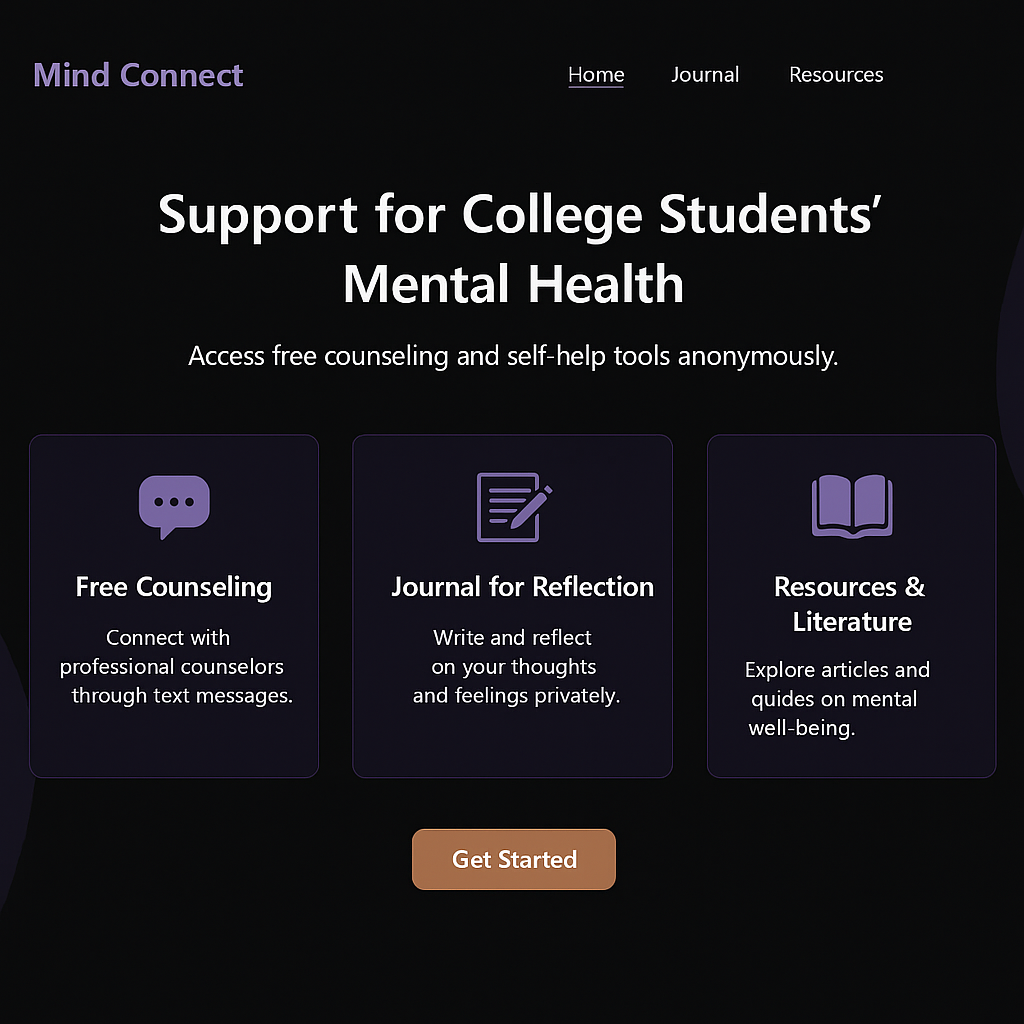 Mind Connect
Home Journal Resources
Support for College Students’
Mental Health
Access free counseling and self-help tools anonymously.
Free Counseling
Connect with
professional counselors
through text messages.
Journal for Reflection
Write and reflect
on your thoughts
and feelings privately.
Resources &
Literature
Explore articles and
quides on mental
well-being.
Get Started